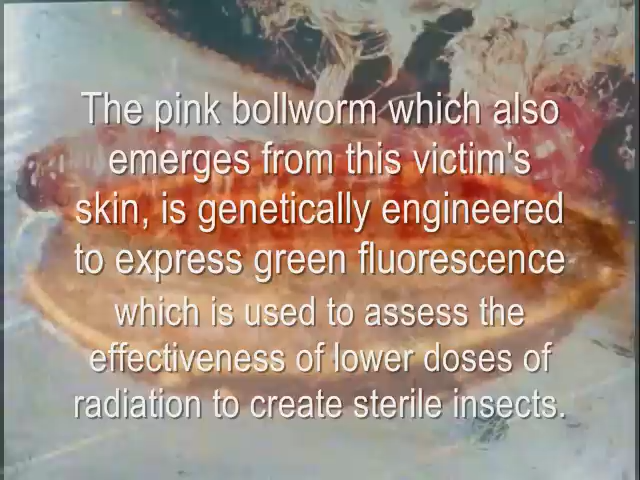 The pink bollworm which also
emerges from this victim's
skin, is genetically engineered
to express green fluorescence
which is used to assess the
effectiveness of lower doses of
radiation to create sterile insects.